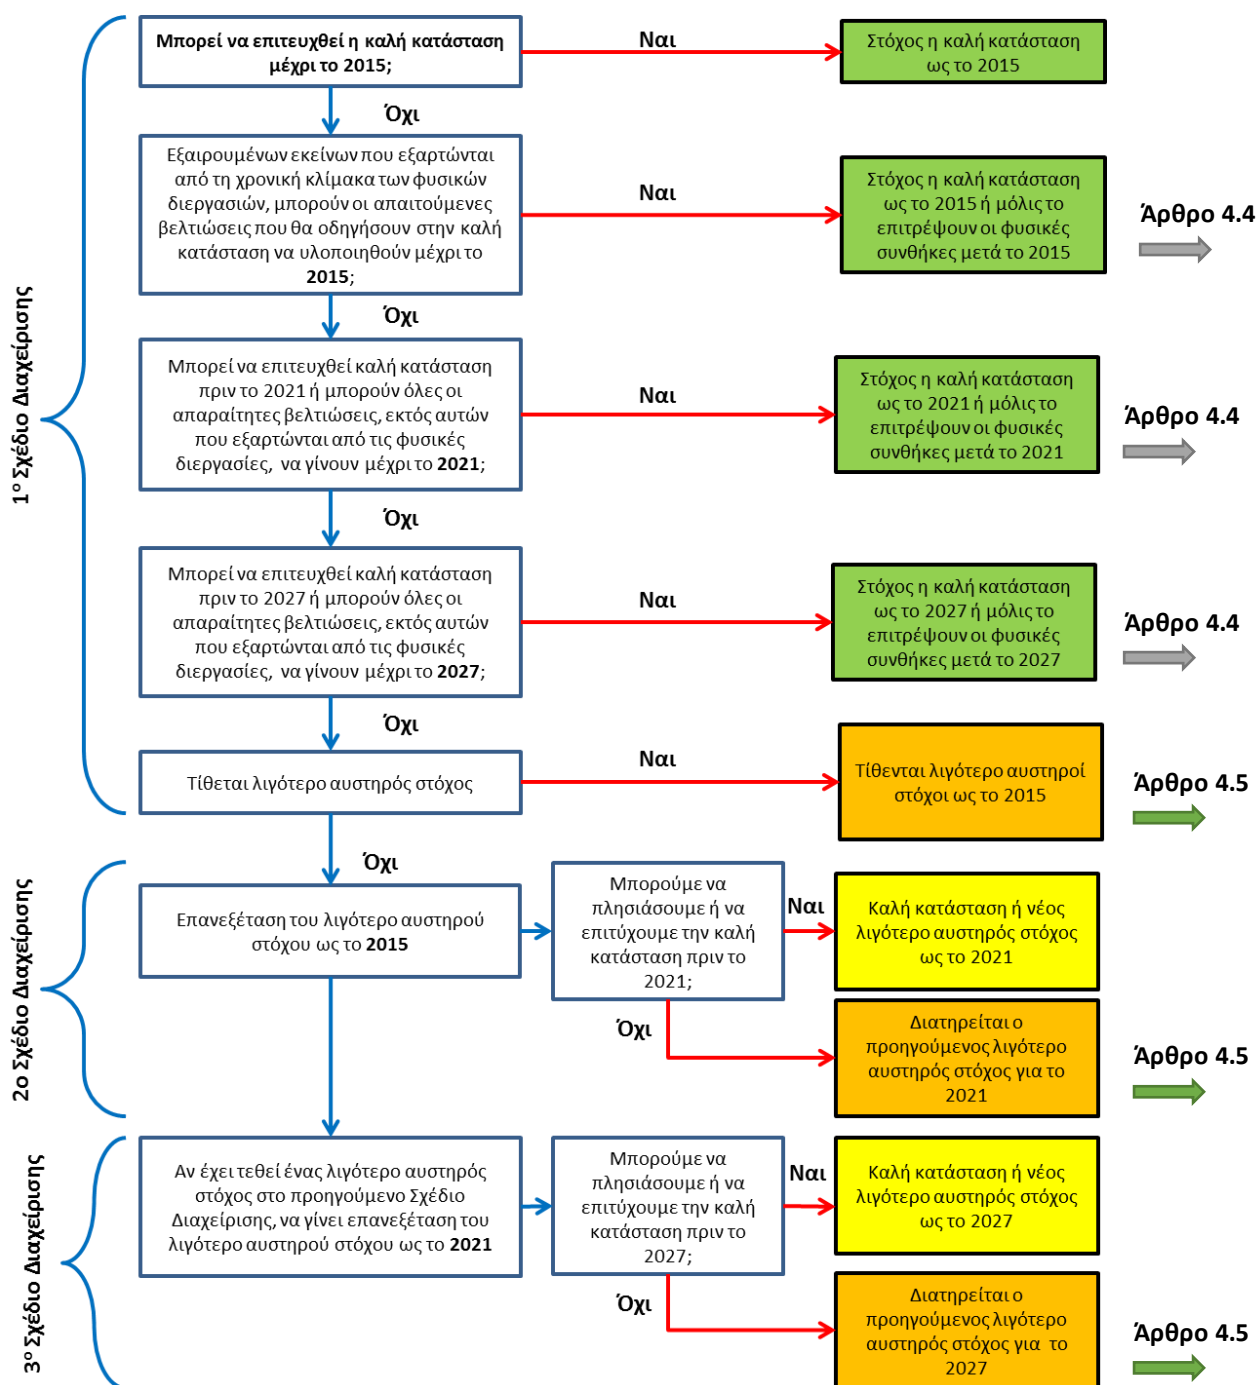 1º Σχέδιο Διαχείρισης
Μπορεί να επιτευχθεί η καλή κατάσταση
μέχρι το 2015;
Ναι
Στόχος η καλή κατάσταση
ως το 2015
Όχι
Εξαιρουμένων εκείνων που εξαρτώνται
από τη χρονική κλίμακα των φυσικών
διεργασιών, μπορούν οι απαιτούμενες
βελτιώσεις που θα οδηγήσουν στην καλή
κατάσταση να υλοποιηθούν μέχρι το
2015;
Ναι
Στόχος η καλή κατάσταση
ως το 2015 ή μόλις το
επιτρέψουν οι φυσικές
συνθήκες μετά το 2015
Άρθρο 4.4
Όχι
Μπορεί να επιτευχθεί καλή κατάσταση
πριν το 2021 ή μπορούν όλες οι
απαραίτητες βελτιώσεις, εκτός αυτών
που εξαρτώνται από τις φυσικές
διεργασίες, να γίνουν μέχρι το 2021;
Ναι
Στόχος η καλή κατάσταση
ως το 2021 ή μόλις το
επιτρέψουν οι φυσικές
συνθήκες μετά το 2021
Άρθρο 4.4
Όχι
Μπορεί να επιτευχθεί καλή κατάσταση
πριν το 2027 ή μπορούν όλες οι
απαραίτητες βελτιώσεις, εκτός αυτών
που εξαρτώνται από τις φυσικές
διεργασίες, να γίνουν μέχρι το 2027;
Ναι
Στόχος η καλή κατάσταση
ως το 2027 ή μόλις το
επιτρέψουν οι φυσικές
συνθήκες μετά το 2027
Άρθρο 4.4
Όχι
Τίθεται λιγότερο αυστηρός στόχος
Ναι
Τίθενται λιγότερο αυστηροί
στόχοι ως το 2015
Άρθρο 4.5
Όχι
2ο Σχέδιο Διαχείρισης
Επανεξέταση του λιγότερο αυστηρού
στόχου ως το 2015
Μπορούμε να
πλησιάσουμε ή να
επιτύχουμε την καλή
κατάσταση πριν το
2021;
Ναι
Καλή κατάσταση ή νέος
λιγότερο αυστηρός στόχος
ως το 2021
Όχι
Διατηρείται ο
προηγούμενος λιγότερο
αυστηρός στόχος για το
2021
Άρθρο 4.5
3º Σχέδιο Διαχείρισης
Αν έχει τεθεί ένας λιγότερο αυστηρός
στόχος στο προηγούμενο Σχέδιο
Διαχείρισης, να γίνει επανεξέταση του
λιγότερο αυστηρού στόχου ως το 2021
Μπορούμε να
πλησιάσουμε ή να
επιτύχουμε την καλή
κατάσταση πριν το
2027;
Ναι
Καλή κατάσταση ή νέος
λιγότερο αυστηρός στόχος
ως το 2027
Όχι
Διατηρείται ο
προηγούμενος λιγότερο
αυστηρός στόχος για το
2027
Άρθρο 4.5